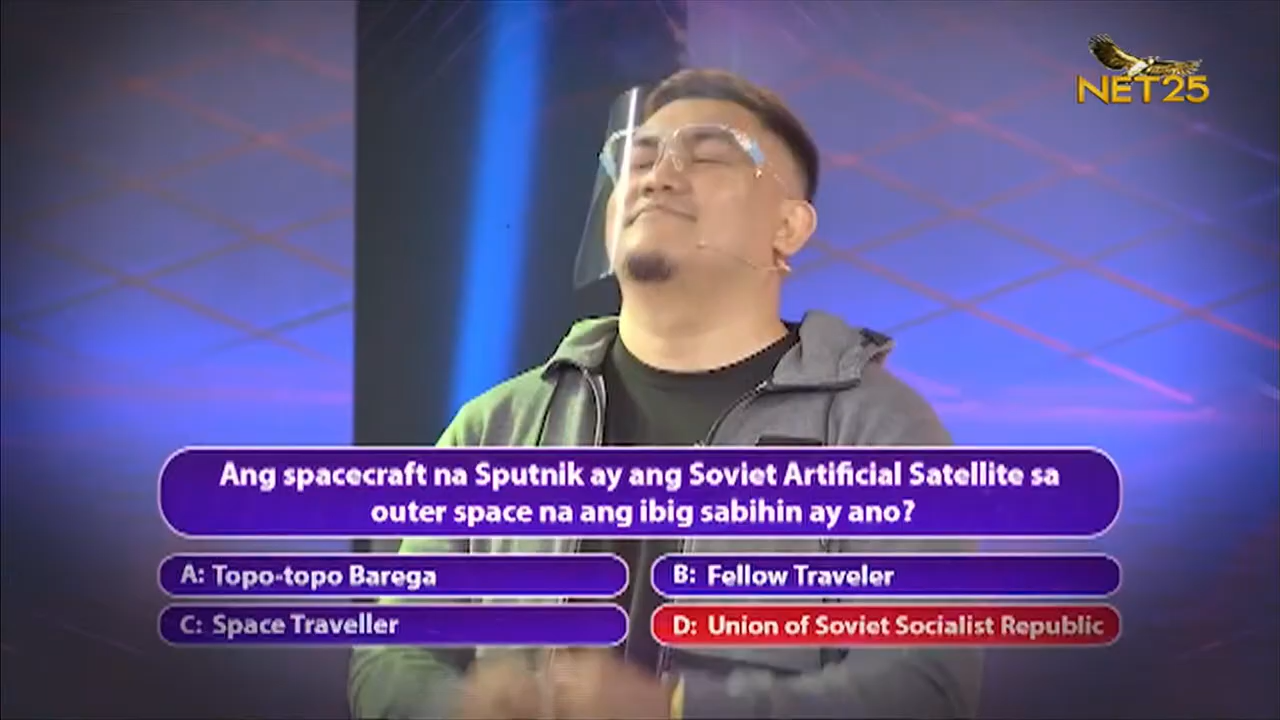 NET25
Ang spacecraft na Sputnik ay ang Soviet Artificial Satellite sa
outer space na ang ibig sabihin ay ano?
A: Topo-topo Barega
B: Fellow Traveler
C: Space Traveller
D: Union of Soviet Socialist Republic